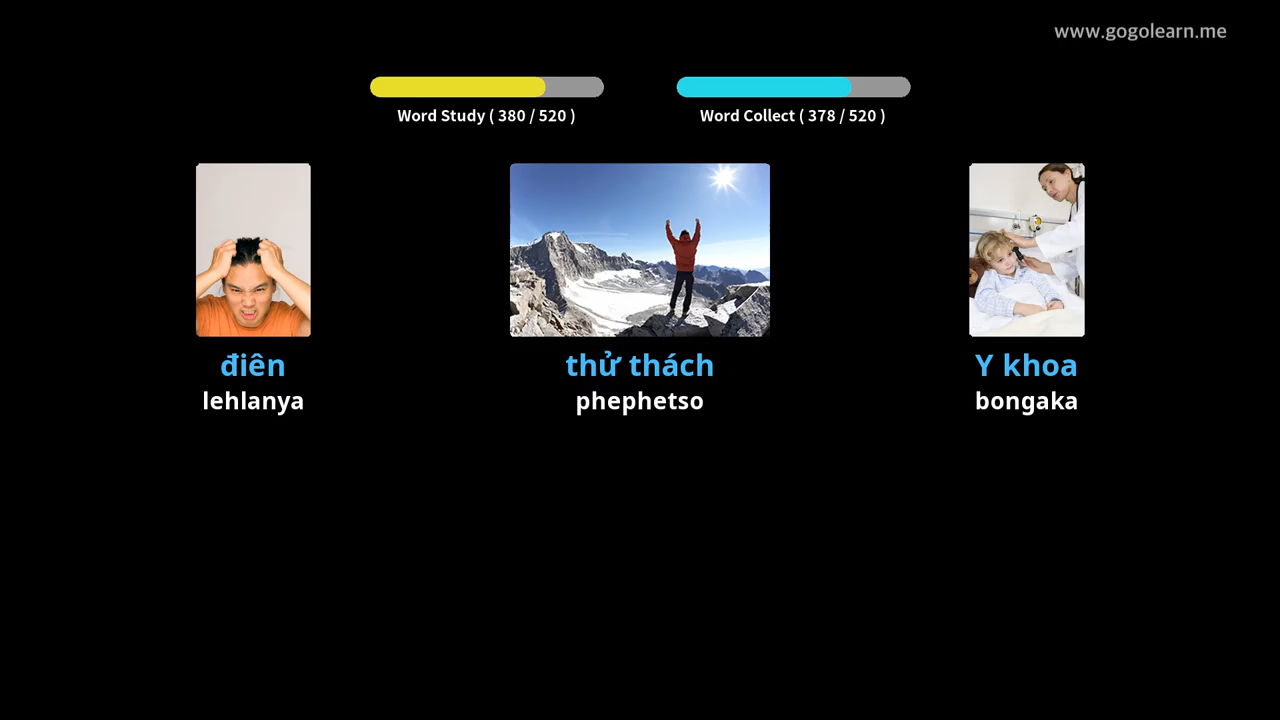 www.gogolearn.me
Word Study ( 380 / 520 )
Word Collect ( 378 / 520 )
điên
thử thách
Y khoa
lehlanya
phephetso
bongaka